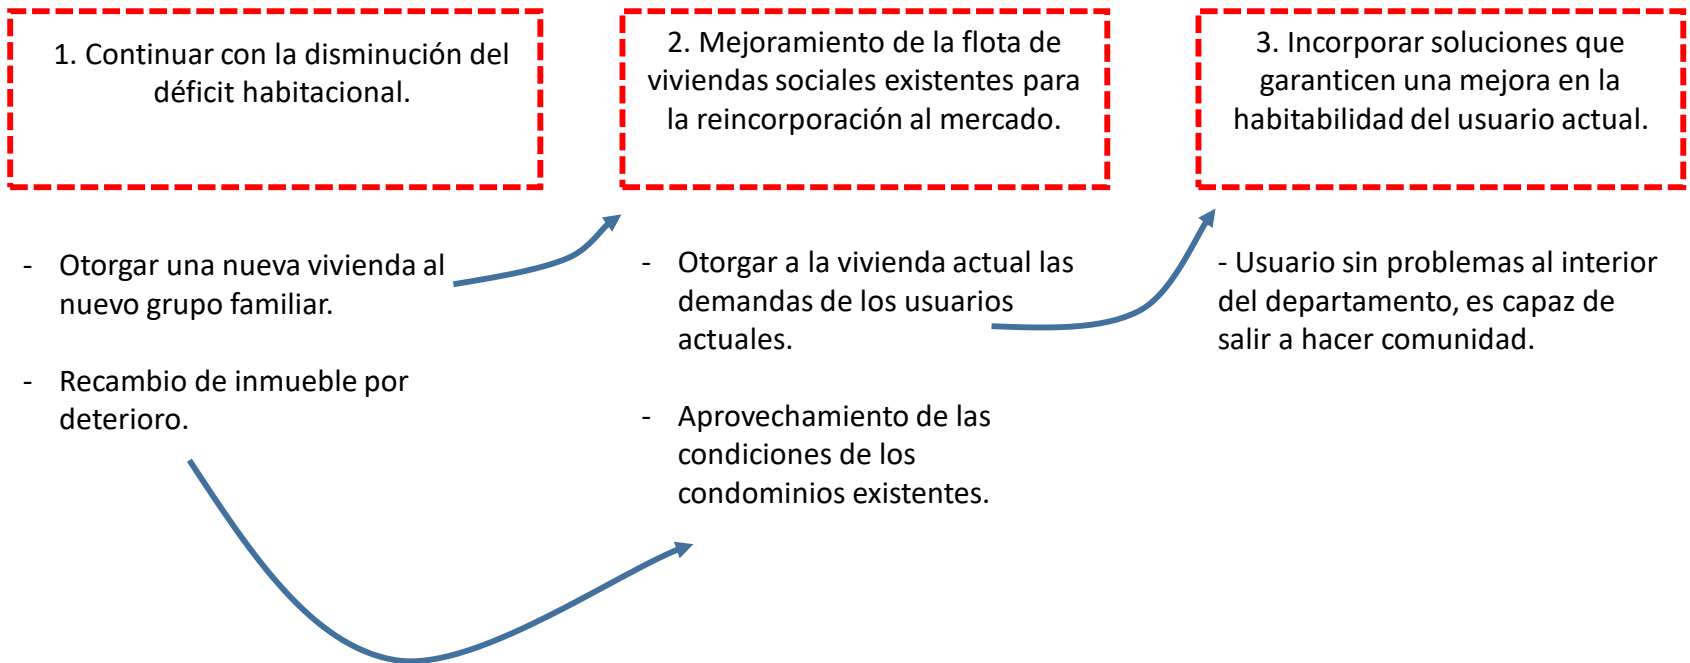 1. Continuar con la disminución del
déficit habitacional.
2. Mejoramiento de la flota de
viviendas sociales existentes para
la reincorporación al mercado.
3. Incorporar soluciones que
garanticen una mejora en la
habitabilidad del usuario actual.
- Otorgar una nueva vivienda al
nuevo grupo familiar.
- Recambio de inmueble por
deterioro.
- Otorgar a la vivienda actual las
demandas de los usuarios
actuales.
- Aprovechamiento de las
condiciones de los
condominios existentes.
- Usuario sin problemas al interior
del departamento, es capaz de
salir a hacer comunidad.